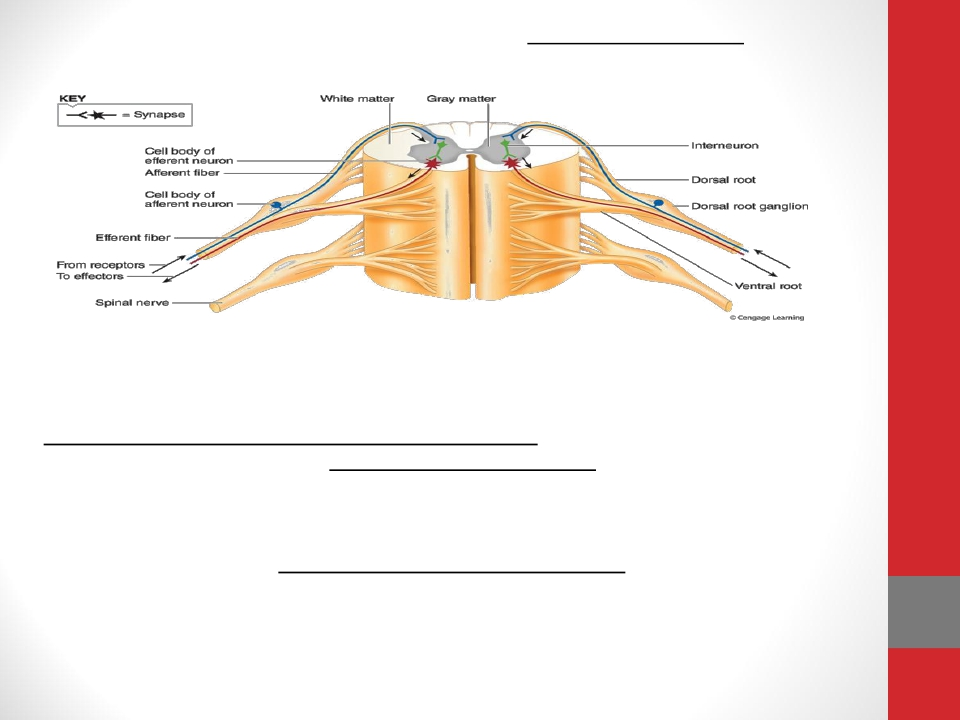 KEY
= Synapse
White matter
Gray matter
Cell body of
efferent neuron
Afferent fiber
Cell body of
afferent neuron
Efferent fiber
From receptors
To effectors
Spinal nerve
Interneuron
Dorsal root
Dorsal root ganglion
Ventral root
© Cengage Learning